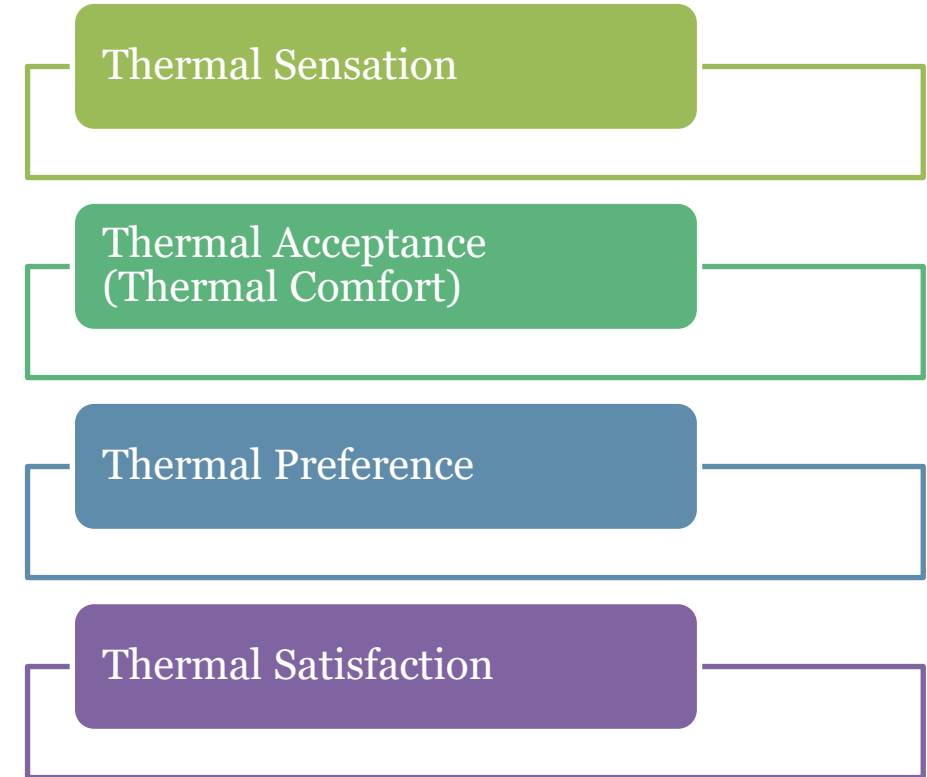 Thermal Sensation
Thermal Acceptance
(Thermal Comfort)
Thermal Preference
Thermal Satisfaction